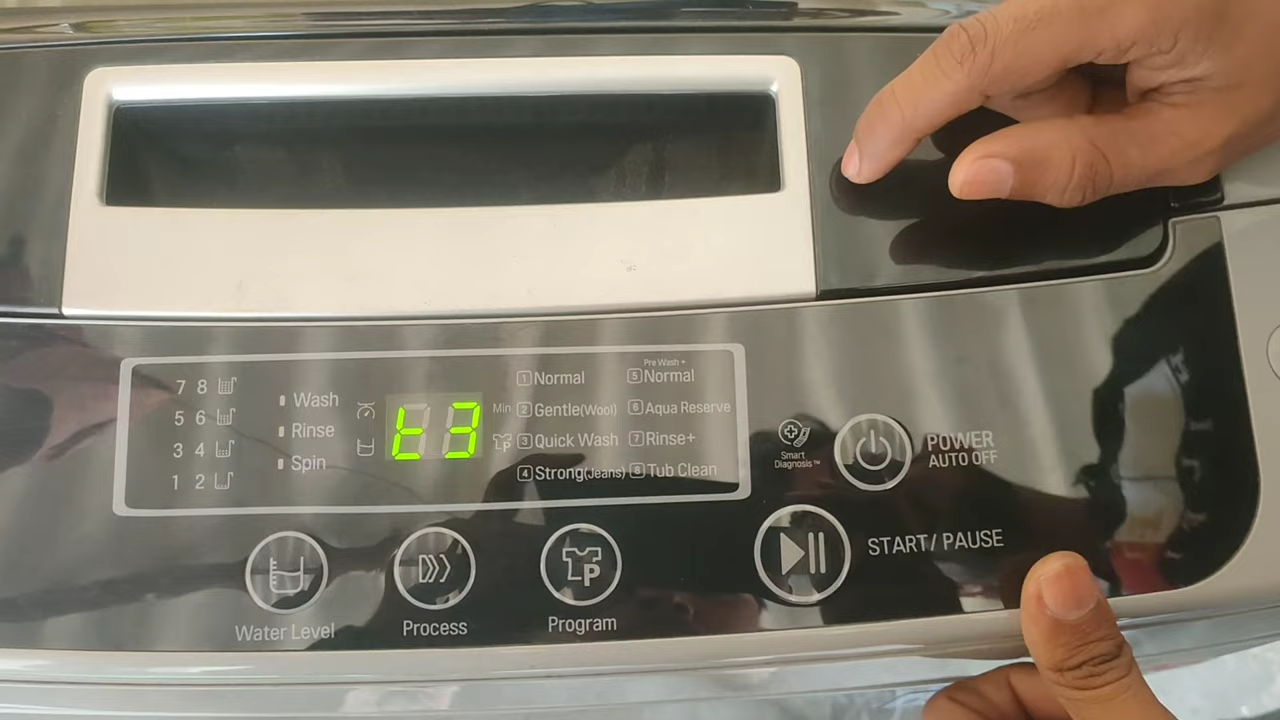 7 8
5 6
3 4
1 2
Wash
Rinse
Spin
t3
Min
P
1 Normal
2 Gentle(Wool)
3 Quick Wash
4 Strong(Jeans)
Pre Wash +
5 Normal
6 Aqua Reserve
7 Rinse+
8 Tub Clean
Smart
Diagnosis™
POWER
AUTO OFF
START/ PAUSE
P
Water Level
Process
Program